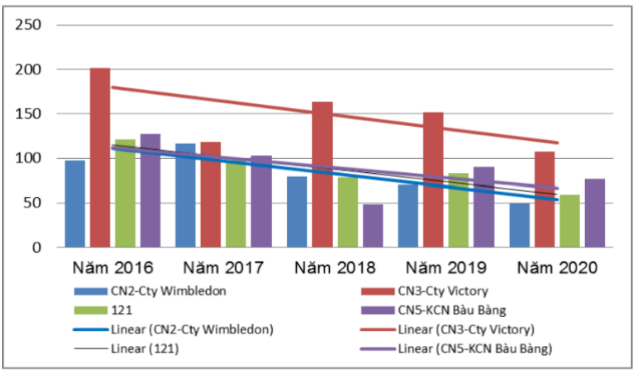 250
200
150
100
50
0
Năm 2016 Năm 2017 Năm 2018 Năm 2019 Năm 2020
CN2-Cty Wimbledon CN3-Cty Victory
121 CN5-KCN Bàu Bàng
Linear (CN2-Cty Wimbledon) Linear (CN3-Cty Victory)
Linear (121) Linear (CN5-KCN Bàu Bàng)